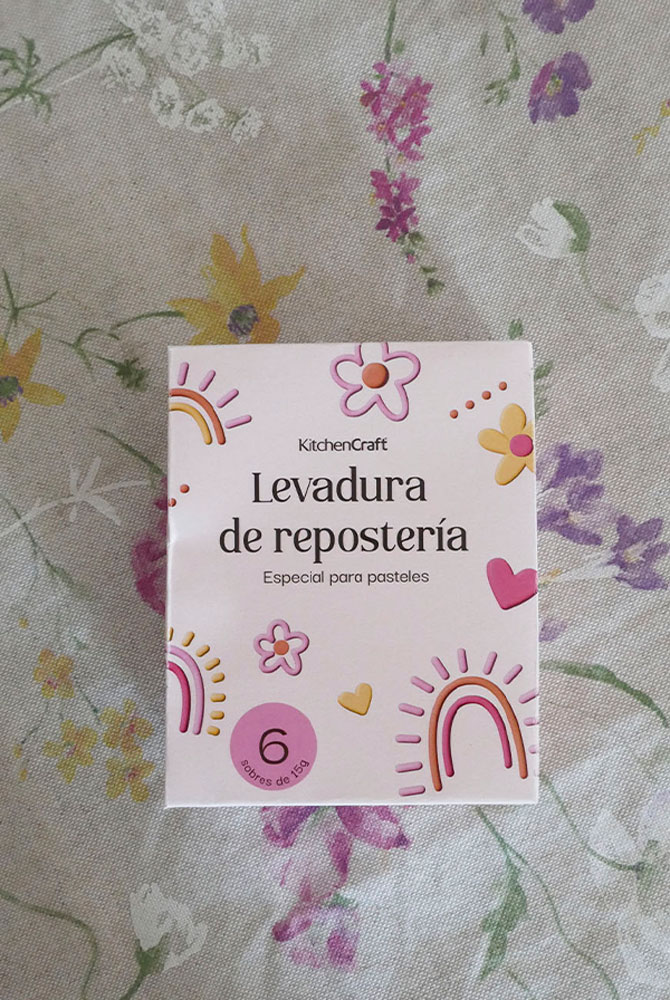 KitchenCraft
Levadura
de repostería
Especial para pasteles
6
sobres de 15g